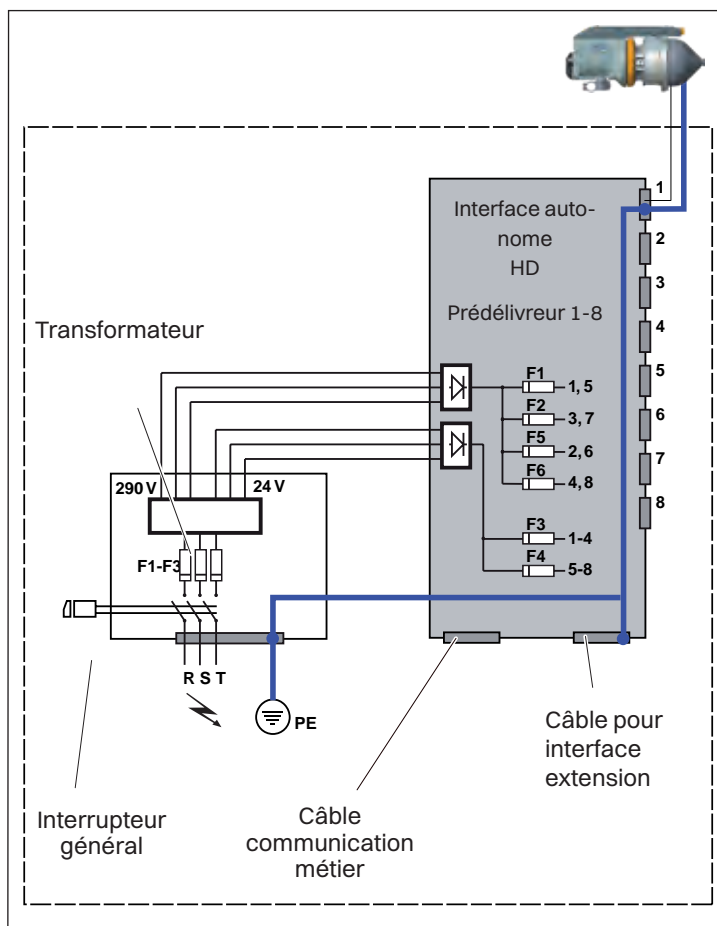 1
Interface auto-
nome
HD
2
3
Prédélivreur 1-8
Transformateur
4
5
F1
1, 5
F2
3, 7
6
F5
2, 6
7
F6
4, 8
290 V
24 V
8
F3
1-4
F1-F3
F4
5-8
R S T
PE
Câble pour
interface
extension
Interrupteur
général
Câble
communication
métier